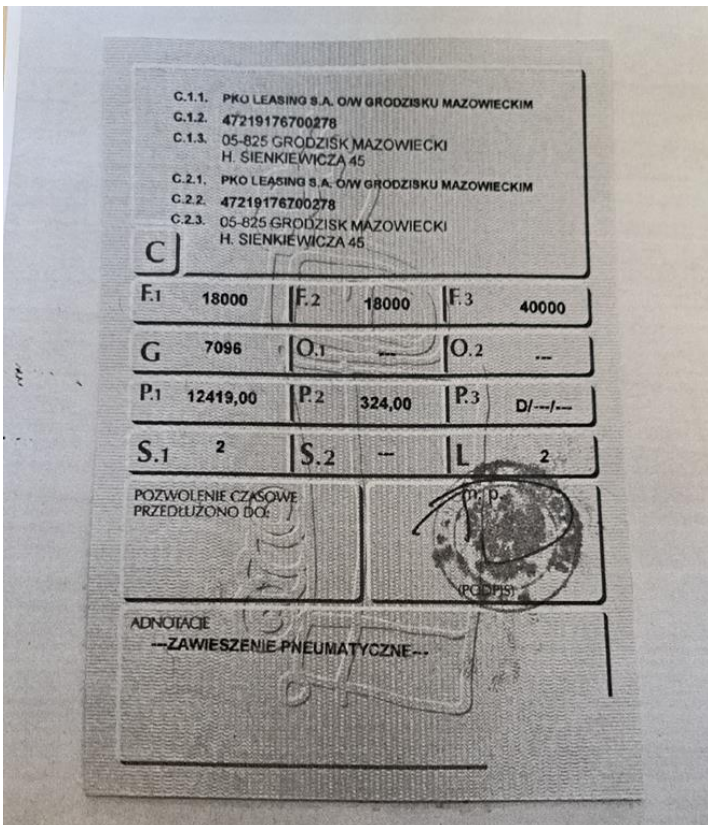 C.1.1. PKO LEASING S.A. O/W GRODZISKU MAZOWIECKIM
C.1.2. 47219176700278
C.1.3. 05-825 GRODZISK MAZOWIECKI
H. SIENKIEWICZA 45
C.2.1. PKO LEASING S.A. O/W GRODZISKU MAZOWIECKIM
C.2.2. 47219176700278
C.2.3. 05-825 GRODZISK MAZOWIECKI
H. SIENKIEWICZA 45
C
F.1 18000 F.2 18000 F.3 40000
G 7096 O.1 --- O.2 ---
P.1 12419,00 P.2 324,00 P.3 D/---/---
S.1 2 S.2 --- L 2
POZWOLENIE CZASOWE
PRZEDŁUŻONO DO:
m. p.
(PODPIS)
ADNOTACJE
---ZAWIESZENIE PNEUMATYCZNE---